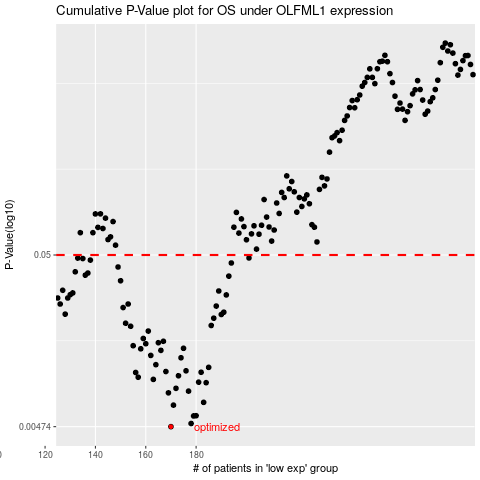 Cumulative P-Value plot for OS under OLFML1 expression
P-Value(log10)
0.05
0.00474
optimized
0 120 140 160 180
# of patients in 'low exp' group